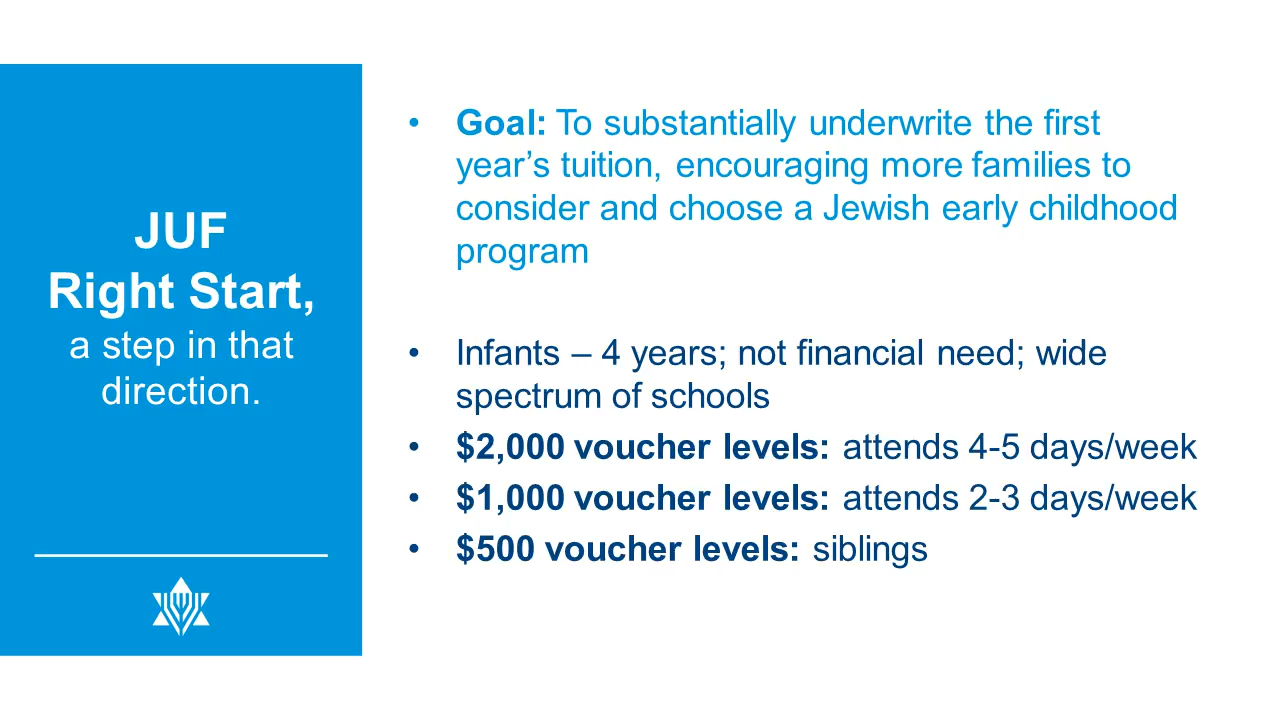 JUF
Right Start,
a step in that
direction.
• Goal: To substantially underwrite the first
year’s tuition, encouraging more families to
consider and choose a Jewish early childhood
program
• Infants – 4 years; not financial need; wide
spectrum of schools
• $2,000 voucher levels: attends 4-5 days/week
• $1,000 voucher levels: attends 2-3 days/week
• $500 voucher levels: siblings